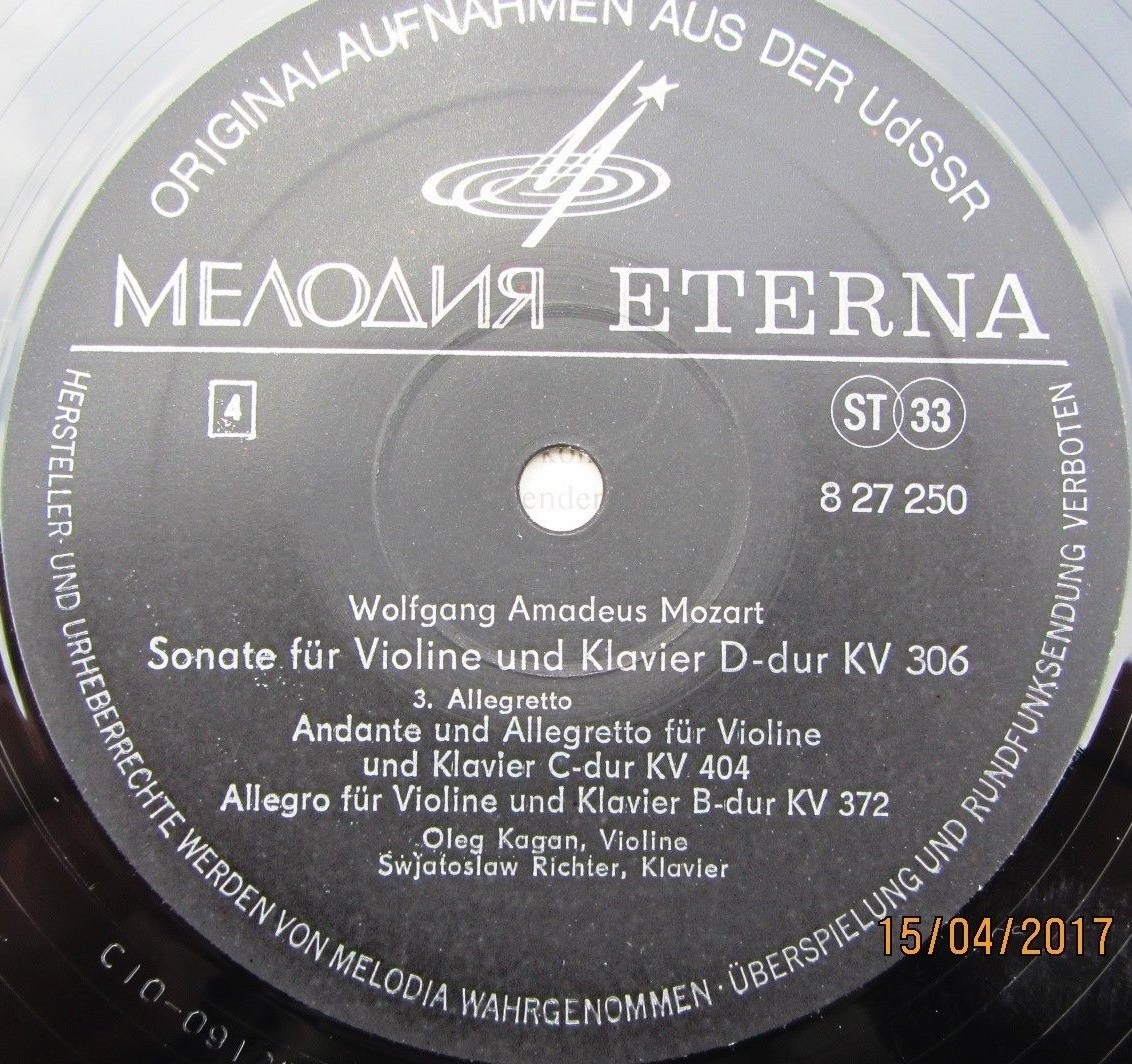 ORIGINALAUFNAHMEN AUS DER UdSSR
МЕЛОДИЯ ETERNA
4
ST 33
8 27 250
Wolfgang Amadeus Mozart
Sonate für Violine und Klavier D-dur KV 306
3. Allegretto
Andante und Allegretto für Violine
und Klavier C-dur KV 404
Allegro für Violine und Klavier B-dur KV 372
Oleg Kagan, Violine
Swjatoslaw Richter, Klavier
HERSTELLER- UND URHEBERRECHTE WERDEN VON MELODIA WAHRGENOMMEN · ÜBERSPIELUNG UND RUNDFUNKSENDUNG VERBOTEN
15/04/2017